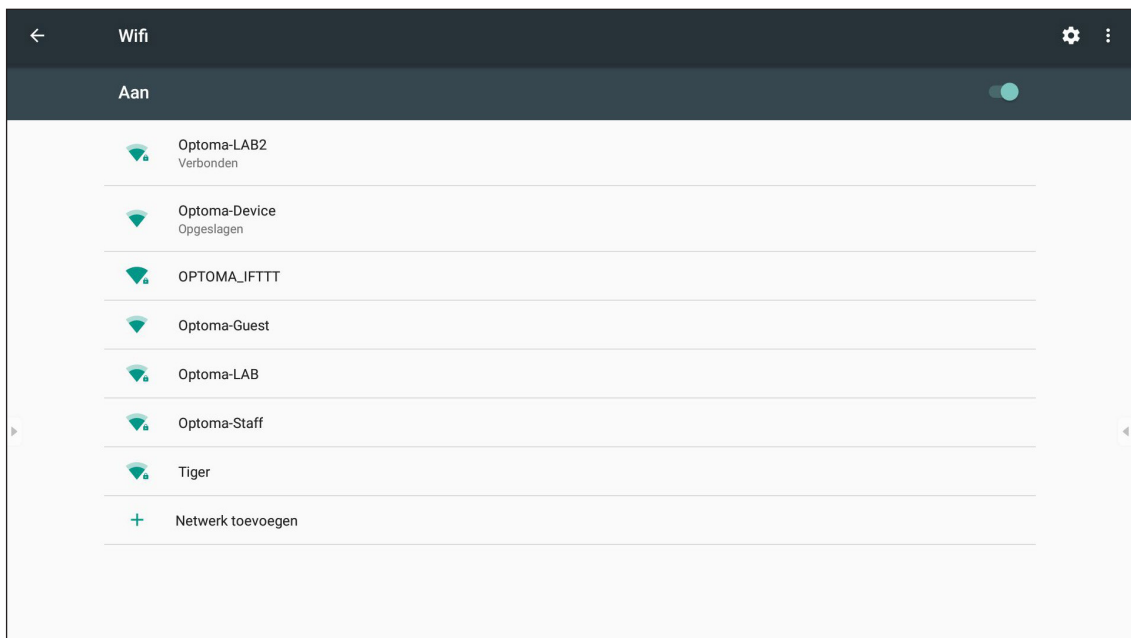 Wifi
Aan
Optoma-LAB2
Verbonden
Optoma-Device
Opgeslagen
OPTOMA_IFTTT
Optoma-Guest
Optoma-LAB
Optoma-Staff
Tiger
Netwerk toevoegen